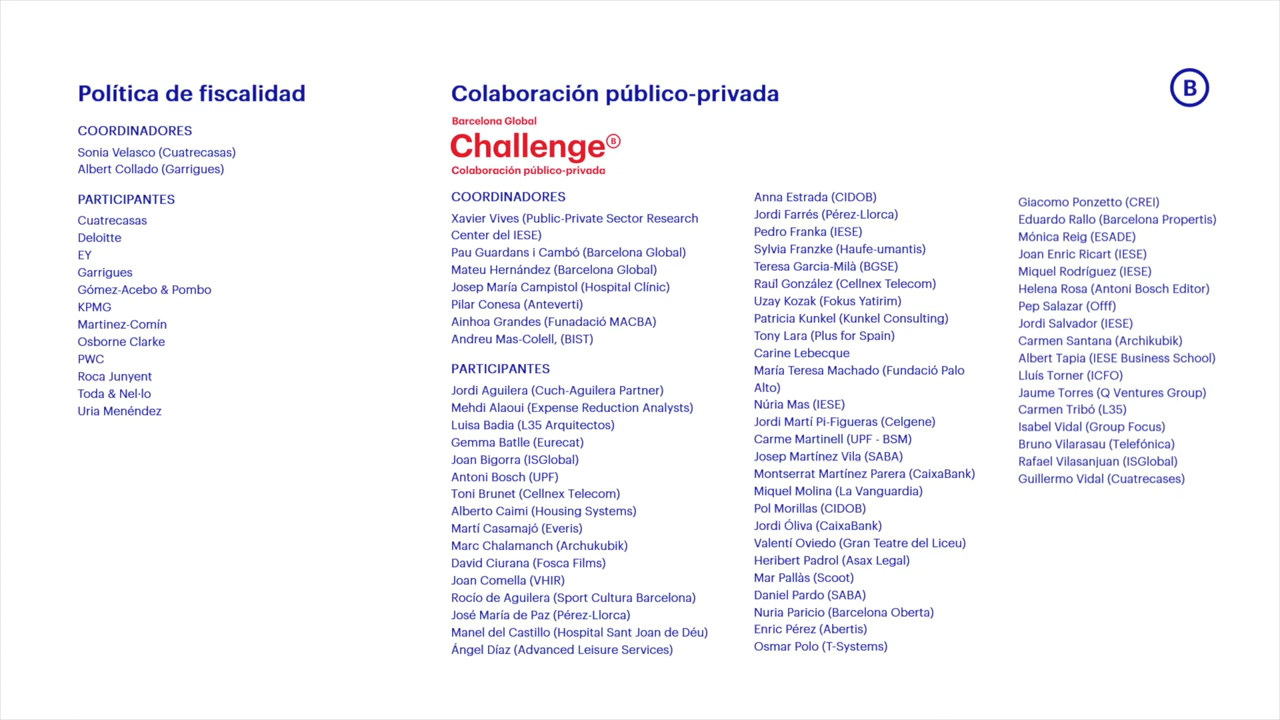 Política de fiscalidad
COORDINADORES
Sonia Velasco (Cuatrecasas)
Albert Collado (Garrigues)
PARTICIPANTES
Cuatrecasas
Deloitte
EY
Garrigues
Gómez-Acebo & Pombo
KPMG
Martinez-Comín
Osborne Clarke
PWC
Roca Junyent
Toda & Nel·lo
Uria Menéndez
Colaboración público-privada
Barcelona Global
Challenge B
Colaboración público-privada
COORDINADORES
Xavier Vives (Public-Private Sector Research
Center del IESE)
Pau Guardans i Cambó (Barcelona Global)
Mateu Hernández (Barcelona Global)
Josep María Campistol (Hospital Clínic)
Pilar Conesa (Anteverti)
Ainhoa Grandes (Funadació MACBA)
Andreu Mas-Colell, (BIST)
PARTICIPANTES
Jordi Aguilera (Cuch-Aguilera Partner)
Mehdi Alaoui (Expense Reduction Analysts)
Luisa Badia (L35 Arquitectos)
Gemma Batlle (Eurecat)
Joan Bigorra (ISGlobal)
Antoni Bosch (UPF)
Toni Brunet (Cellnex Telecom)
Alberto Caimi (Housing Systems)
Martí Casamajó (Everis)
Marc Chalamanch (Archukubik)
David Ciurana (Fosca Films)
Joan Comella (VHIR)
Rocío de Aguilera (Sport Cultura Barcelona)
José María de Paz (Pérez-Llorca)
Manel del Castillo (Hospital Sant Joan de Déu)
Ángel Díaz (Advanced Leisure Services)
Anna Estrada (CIDOB)
Jordi Farrés (Pérez-Llorca)
Pedro Franka (IESE)
Sylvia Franzke (Haufe-umantis)
Teresa Garcia-Milà (BGSE)
Raúl González (Cellnex Telecom)
Uzay Kozak (Fokus Yatirim)
Patricia Kunkel (Kunkel Consulting)
Tony Lara (Plus for Spain)
Carine Lebecque
María Teresa Machado (Fundació Palo
Alto)
Núria Mas (IESE)
Jordi Martí Pi-Figueras (Celgene)
Carme Martinell (UPF - BSM)
Josep Martínez Vila (SABA)
Montserrat Martínez Parera (CaixaBank)
Miquel Molina (La Vanguardia)
Pol Morillas (CIDOB)
Jordi Óliva (CaixaBank)
Valentí Oviedo (Gran Teatre del Liceu)
Heribert Padrol (Asax Legal)
Mar Pallàs (Scoot)
Daniel Pardo (SABA)
Nuria Paricio (Barcelona Oberta)
Enric Pérez (Abertis)
Osmar Polo (T-Systems)
B
Giacomo Ponzetto (CREI)
Eduardo Rallo (Barcelona Propertis)
Mónica Reig (ESADE)
Joan Enric Ricart (IESE)
Miquel Rodríguez (IESE)
Helena Rosa (Antoni Bosch Editor)
Pep Salazar (Offf)
Jordi Salvador (IESE)
Carmen Santana (Archikubik)
Albert Tapia (IESE Business School)
Lluís Torner (ICFO)
Jaume Torres (Q Ventures Group)
Carmen Tribó (L35)
Isabel Vidal (Group Focus)
Bruno Vilarasau (Telefónica)
Rafael Vilasanjuan (ISGlobal)
Guillermo Vidal (Cuatrecases)